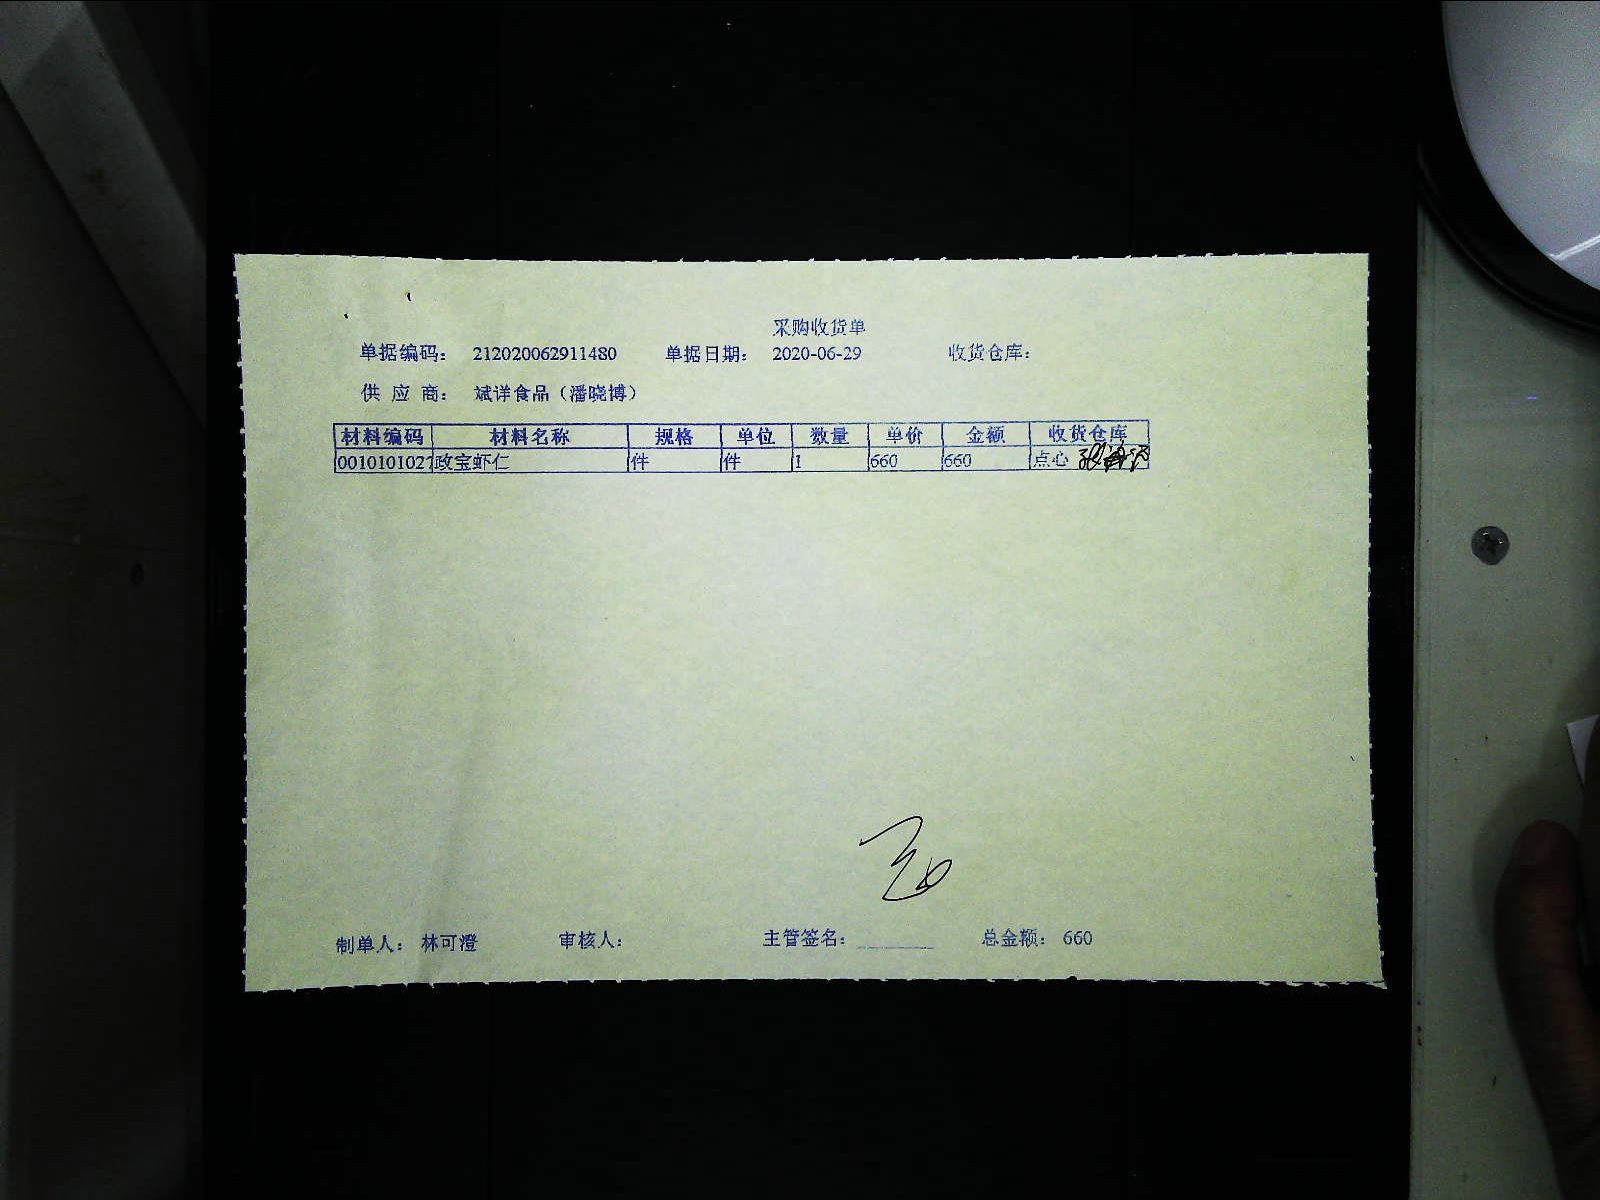 采购收货单
单据编码： 212020062911480 单据日期： 2020-06-29 收货仓库：
供应商： 斌洋食品（潘晓博）
材料编码 材料名称 规格 单位 数量 单价 金额 收货仓库
0010101021 政宝虾仁 件 件 1 660 660 点心
制单人： 林可澄 审核人： 主管签名： 总金额： 660